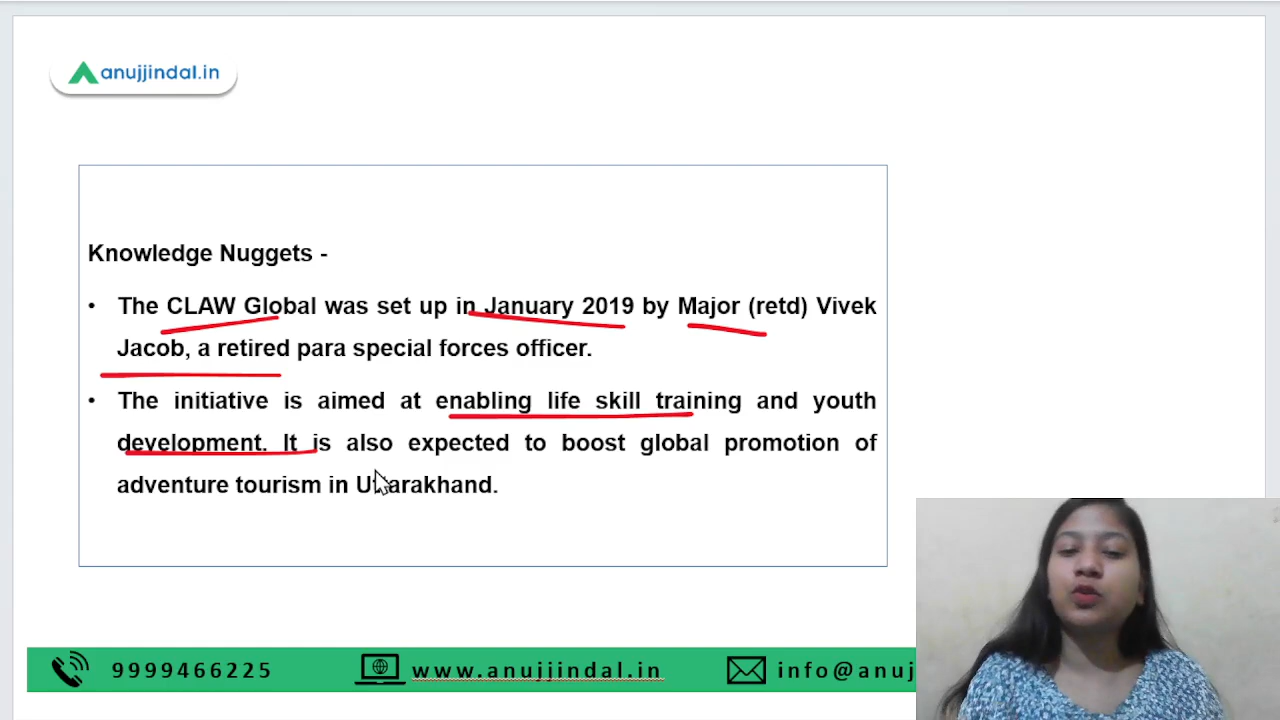 anujjindal.in
Knowledge Nuggets -
• The CLAW Global was set up in January 2019 by Major (retd) Vivek
Jacob, a retired para special forces officer.
• The initiative is aimed at enabling life skill training and youth
development. It is also expected to boost global promotion of
adventure tourism in Uttarakhand.
9999466225
www.anujjindal.in
info@anuj